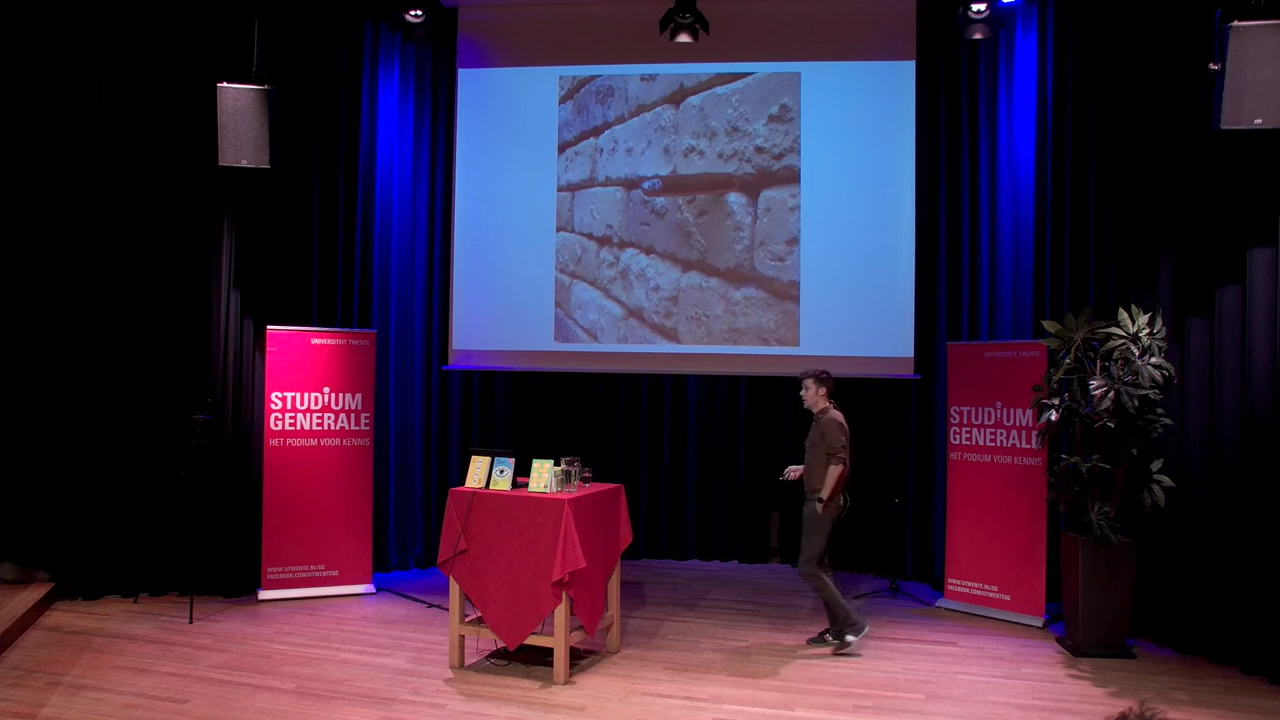 UNIVERSITEIT TWENTE
STUDIUM
GENERALE
HET PODIUM VOOR KENNIS
WWW.UTWENTE.NL/SG
FACEBOOK.COM/UTWENTESG
UNIVERSITEIT TWENTE
STUDIUM
GENERALE
HET PODIUM VOOR KENNIS
WWW.UTWENTE.NL/SG
FACEBOOK.COM/UTWENTESG